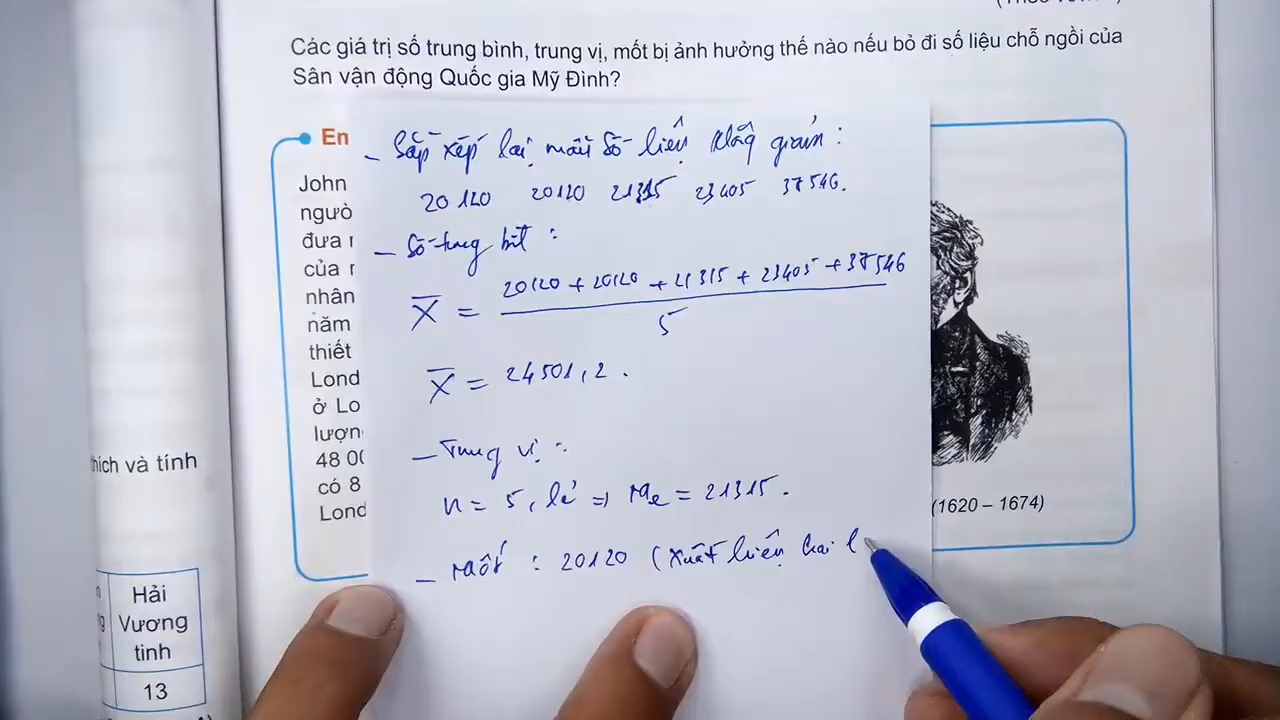 Các giá trị số trung bình, trung vị, mốt bị ảnh hưởng thế nào nếu bỏ đi số liệu chỗ ngồi của
Sân vận động Quốc gia Mỹ Đình?
En
John
ngườ
đưa
của
nhân
năm
thiết
Lond
ở Lo
lượn
48 00
có 8
Lond
- Sắp xếp lại mẫu số liệu không giảm:
20120 20120 21315 23405 37546.
- Số trung bình:
X̄ = 20120 + 20120 + 21315 + 23405 + 37546
5
X̄ = 24501,2.
- Trung vị:
n = 5, lẻ => Me = 21315.
- Mốt: 20120 (xuất hiện hai l
(1620 – 1674)
thích và tính
Hải
Vương
tinh
13